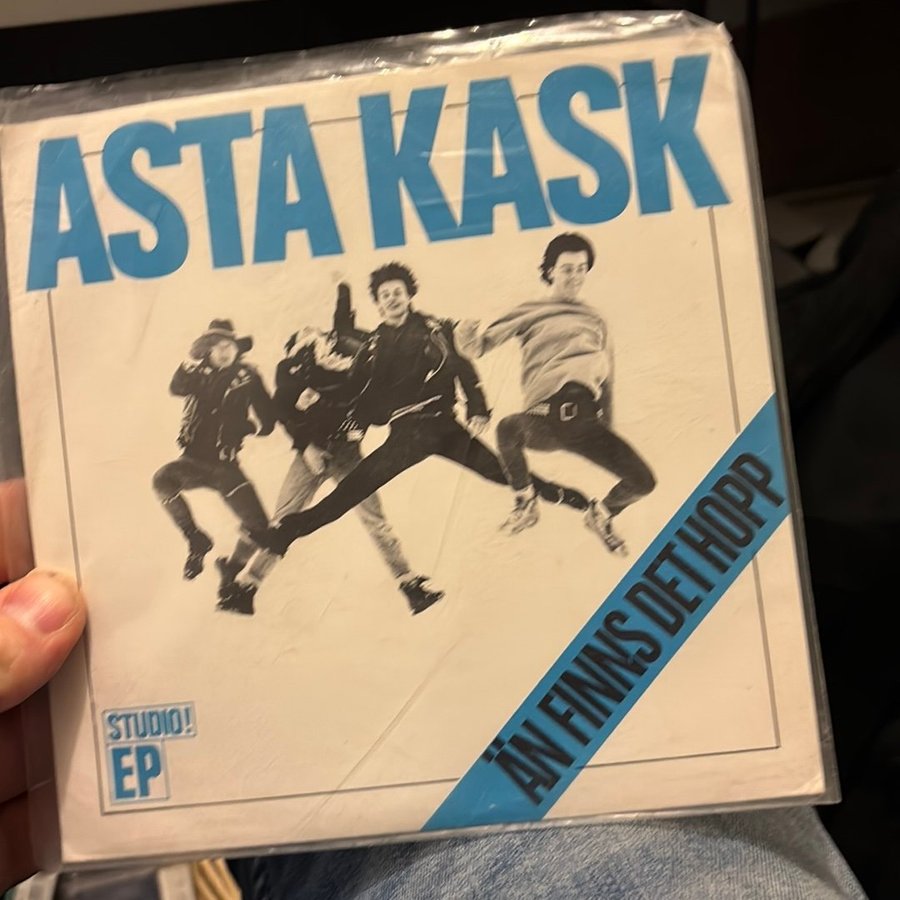 ASTA KASK
ÄN FINNS DET HOPP
STUDIO!
EP